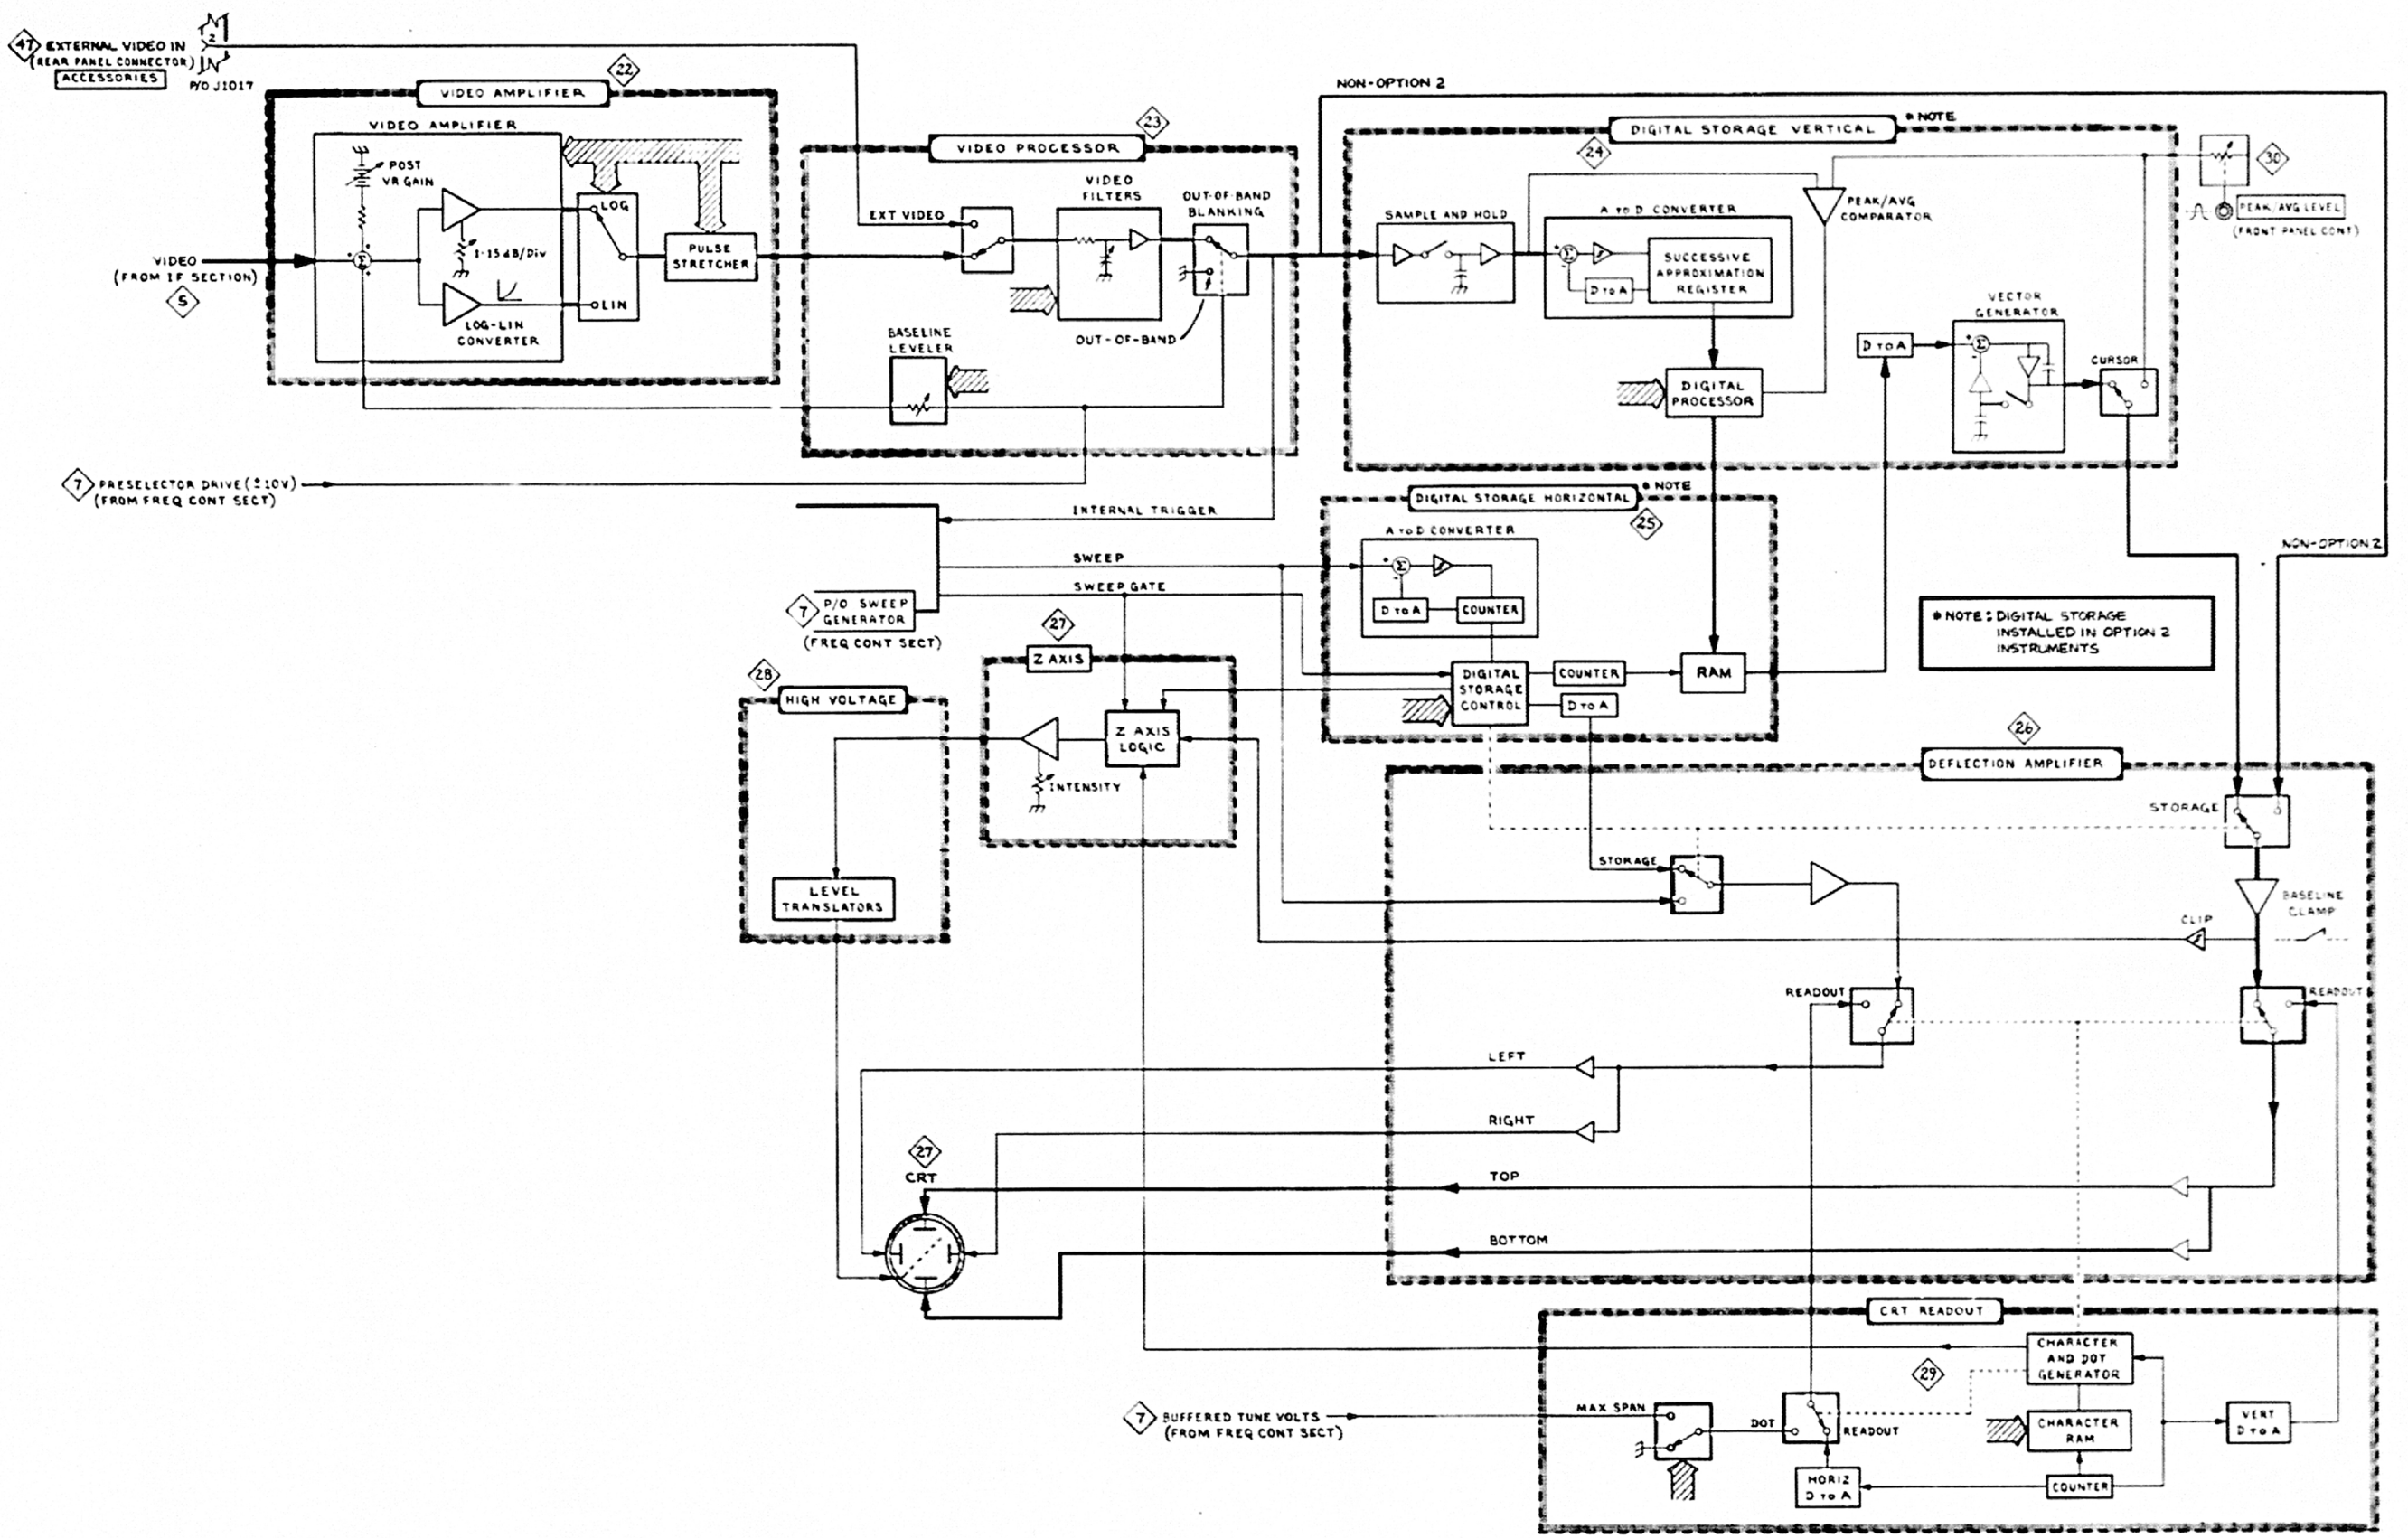 47
EXTERNAL VIDEO IN
(REAR PANEL CONNECTOR)
ACCESSORIES
2
P/O J1017
22
VIDEO AMPLIFIER
VIDEO AMPLIFIER
POST
VR GAIN
1-15dB/Div
LOG-LIN
CONVERTER
LOG
LIN
PULSE
STRETCHER
VIDEO
(FROM IF SECTION)
5
23
VIDEO PROCESSOR
EXT VIDEO
VIDEO
FILTERS
OUT-OF-BAND
BLANKING
OUT-OF-BAND
BASELINE
LEVELER
7
PRESELECTOR DRIVE (±10V)
(FROM FREQ CONT SECT)
NON-OPTION 2
DIGITAL STORAGE VERTICAL
*NOTE
24
SAMPLE AND HOLD
A TO D CONVERTER
Σ
D TO A
SUCCESSIVE
APPROXIMATION
REGISTER
PEAK/AVG
COMPARATOR
30
PEAK/AVG LEVEL
(FRONT PANEL CONT)
DIGITAL
PROCESSOR
D TO A
VECTOR
GENERATOR
Σ
CURSOR
NON-OPTION 2
INTERNAL TRIGGER
SWEEP
SWEEP GATE
7
P/O SWEEP
GENERATOR
(FREQ CONT SECT)
DIGITAL STORAGE HORIZONTAL
*NOTE
25
A TO D CONVERTER
Σ
D TO A
COUNTER
DIGITAL
STORAGE
CONTROL
COUNTER
D TO A
RAM
*NOTE: DIGITAL STORAGE
INSTALLED IN OPTION 2
INSTRUMENTS
27
Z AXIS
Z AXIS
LOGIC
INTENSITY
28
HIGH VOLTAGE
LEVEL
TRANSLATORS
26
DEFLECTION AMPLIFIER
STORAGE
STORAGE
BASELINE
CLAMP
CLIP
READOUT
READOUT
LEFT
RIGHT
TOP
BOTTOM
27
CRT
CRT READOUT
29
CHARACTER
AND DOT
GENERATOR
CHARACTER
RAM
COUNTER
VERT
D TO A
HORIZ
D TO A
READOUT
DOT
MAX SPAN
7
BUFFERED TUNE VOLTS
(FROM FREQ CONT SECT)